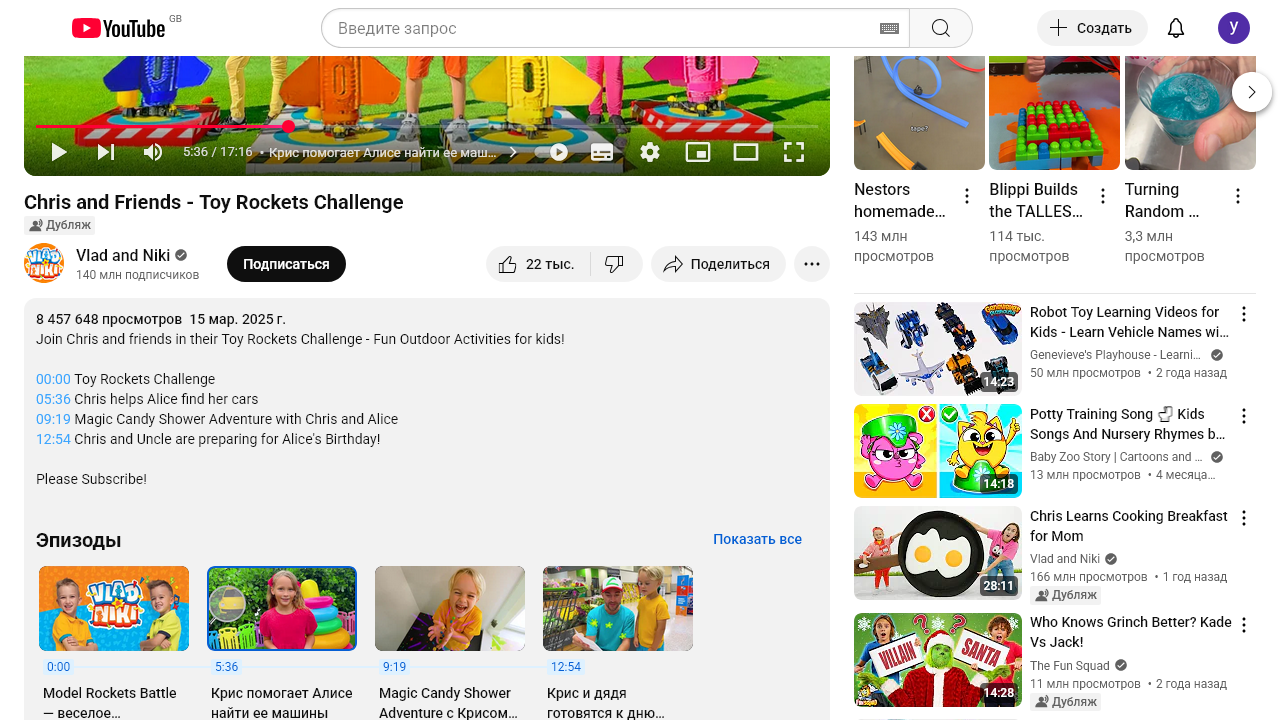 YouTube
GB
Введите запрос
Создать
y
5:36 / 17:16 • Крис помогает Алисе найти ее маш...
Chris and Friends - Toy Rockets Challenge
Дубляж
Vlad and Niki
140 млн подписчиков
Подписаться
22 тыс.
Поделиться
8 457 648 просмотров 15 мар. 2025 г.
Join Chris and friends in their Toy Rockets Challenge - Fun Outdoor Activities for kids!
00:00 Toy Rockets Challenge
05:36 Chris helps Alice find her cars
09:19 Magic Candy Shower Adventure with Chris and Alice
12:54 Chris and Uncle are preparing for Alice's Birthday!
Please Subscribe!
Эпизоды
Показать все
VLAD
NIKI
0:00
5:36
9:19
12:54
Model Rockets Battle
— веселое...
Крис помогает Алисе
найти ее машины
Magic Candy Shower
Adventure с Крисом...
Крис и дядя
готовятся к дню...
tape?
Nestors
homemade...
143 млн
просмотров
Blippi Builds
the TALLES...
114 тыс.
просмотров
Turning
Random ...
3,3 млн
просмотров
14:23
Robot Toy Learning Videos for
Kids - Learn Vehicle Names wi...
Genevieve's Playhouse - Learni...
50 млн просмотров • 2 года назад
14:18
Potty Training Song 🚽 Kids
Songs And Nursery Rhymes b...
Baby Zoo Story | Cartoons and ...
13 млн просмотров • 4 месяца...
28:11
Chris Learns Cooking Breakfast
for Mom
Vlad and Niki
166 млн просмотров • 1 год назад
Дубляж
VILLAIN
SANTA
14:28
Who Knows Grinch Better? Kade
Vs Jack!
The Fun Squad
11 млн просмотров • 2 года назад
Дубляж